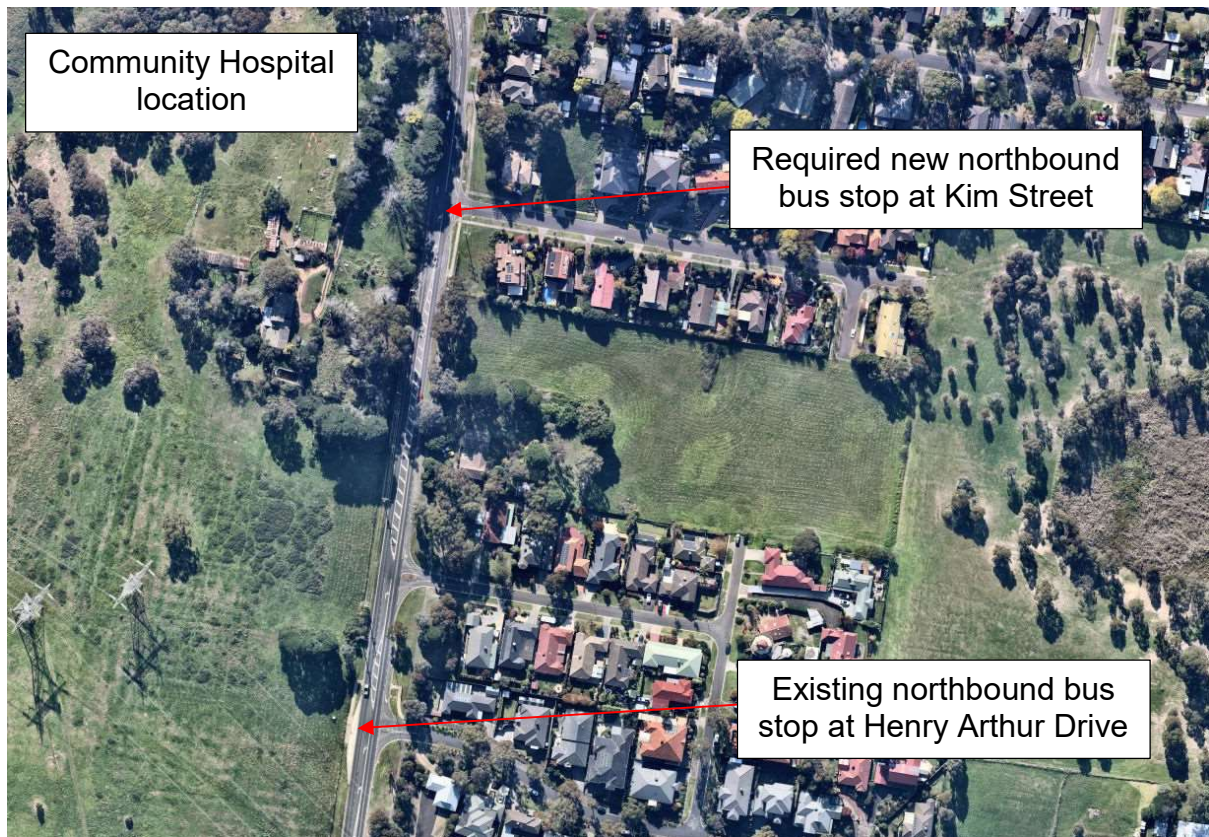 Community Hospital
location
Required new northbound
bus stop at Kim Street
Existing northbound bus
stop at Henry Arthur Drive